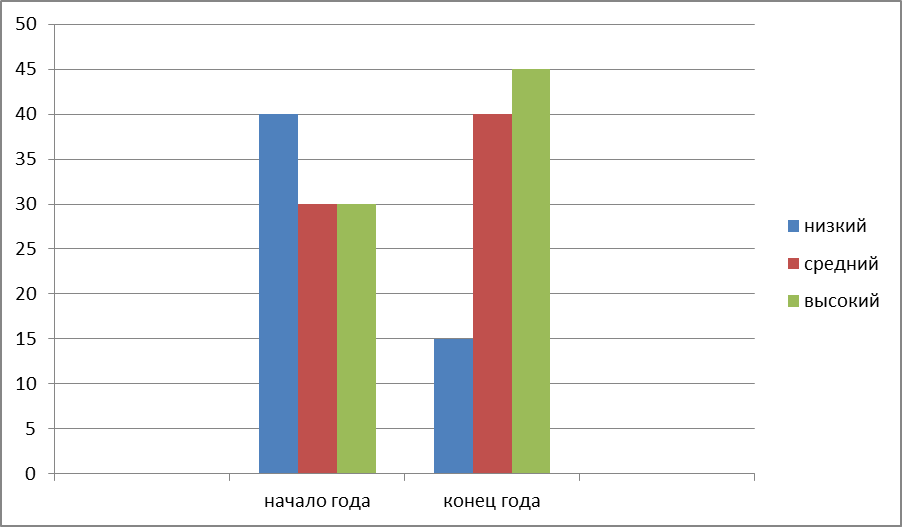 50
45
40
35
30
25
20
15
10
5
0
начало года
конец года
низкий
средний
высокий